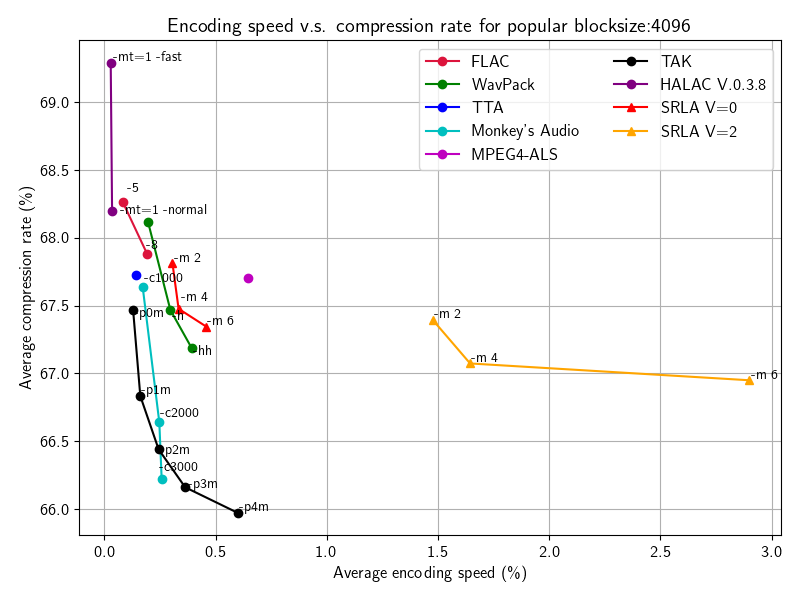 Encoding speed v.s. compression rate for popular blocksize:4096
FLAC
WavPack
TTA
Monkey's Audio
MPEG4-ALS
TAK
HALAC V.0.3.8
SRLA V=0
SRLA V=2
-mt=1 -fast
-5
-mt=1 -normal
-8
-m 2
-c1000
-m 4
p0m
-h
-m 6
hh
-m 2
-m 4
-m 6
-p1m
-c2000
p2m
-c3000
-p3m
-p4m
69.0
68.5
68.0
67.5
67.0
66.5
66.0
Average compression rate (%)
0.0 0.5 1.0 1.5 2.0 2.5 3.0
Average encoding speed (%)